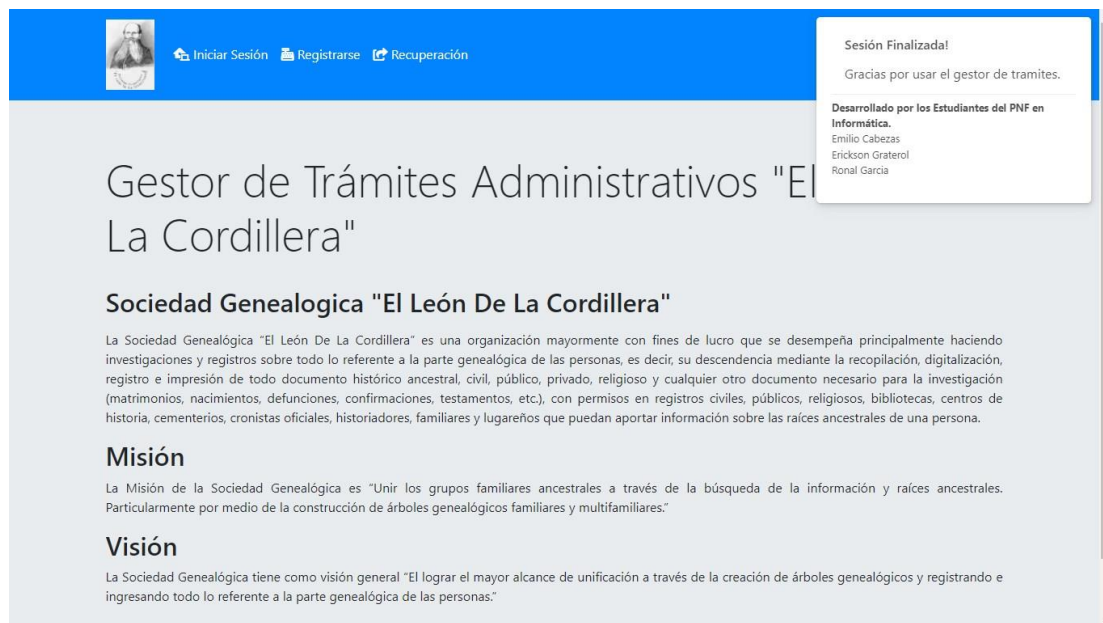 Iniciar Sesión Registrarse Recuperación
Sesión Finalizada!
Gracias por usar el gestor de tramites.
Desarrollado por los Estudiantes del PNF en
Informática.
Emilio Cabezas
Erickson Graterol
Ronal Garcia
Gestor de Trámites Administrativos "El
La Cordillera"
Sociedad Genealogica "El León De La Cordillera"
La Sociedad Genealógica "El León De La Cordillera" es una organización mayormente con fines de lucro que se desempeña principalmente haciendo
investigaciones y registros sobre todo lo referente a la parte genealógica de las personas, es decir, su descendencia mediante la recopilación, digitalización,
registro e impresión de todo documento histórico ancestral, civil, público, privado, religioso y cualquier otro documento necesario para la investigación
(matrimonios, nacimientos, defunciones, confirmaciones, testamentos, etc.), con permisos en registros civiles, públicos, religiosos, bibliotecas, centros de
historia, cementerios, cronistas oficiales, historiadores, familiares y lugareños que puedan aportar información sobre las raíces ancestrales de una persona.
Misión
La Misión de la Sociedad Genealógica es “Unir los grupos familiares ancestrales a través de la búsqueda de la información y raíces ancestrales.
Particularmente por medio de la construcción de árboles genealógicos familiares y multifamiliares.”
Visión
La Sociedad Genealógica tiene como visión general “El lograr el mayor alcance de unificación a través de la creación de árboles genealógicos y registrando e
ingresando todo lo referente a la parte genealógica de las personas.”